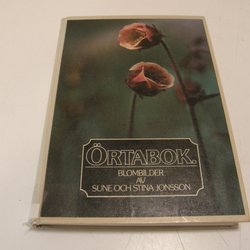 ÖRTABOK.
BLOMBILDER
AV
SUNE OCH STINA JONSSON